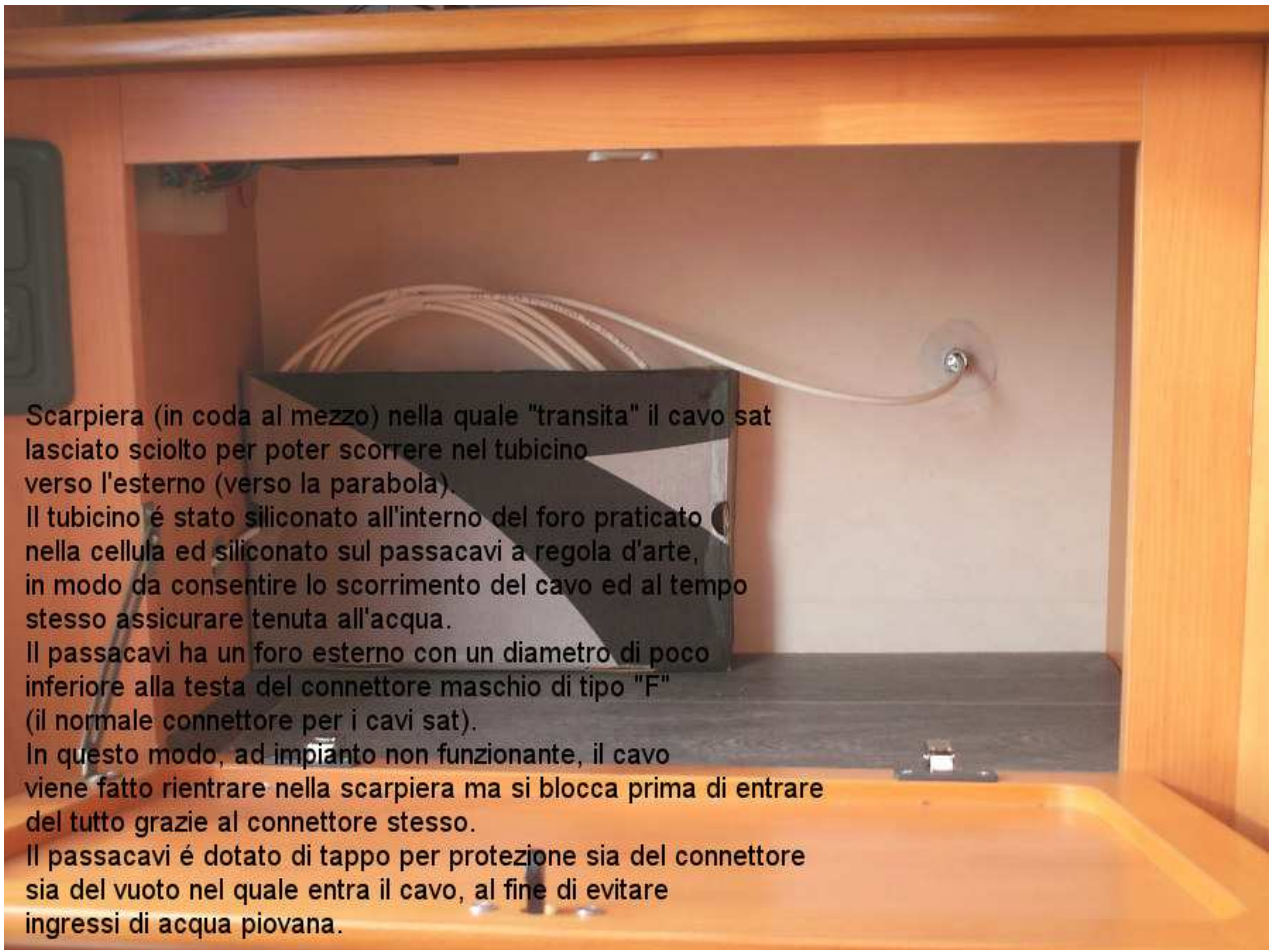 Scarpiera (in coda al mezzo) nella quale "transita" il cavo sat
lasciato sciolto per poter scorrere nel tubicino
verso l'esterno (verso la parabola).
Il tubicino é stato siliconato all'interno del foro praticato
nella cellula ed siliconato sul passacavi a regola d'arte,
in modo da consentire lo scorrimento del cavo ed al tempo
stesso assicurare tenuta all'acqua.
Il passacavi ha un foro esterno con un diametro di poco
inferiore alla testa del connettore maschio di tipo "F"
(il normale connettore per i cavi sat).
In questo modo, ad impianto non funzionante, il cavo
viene fatto rientrare nella scarpiera ma si blocca prima di entrare
del tutto grazie al connettore stesso.
Il passacavi é dotato di tappo per protezione sia del connettore
sia del vuoto nel quale entra il cavo, al fine di evitare
ingressi di acqua piovana.